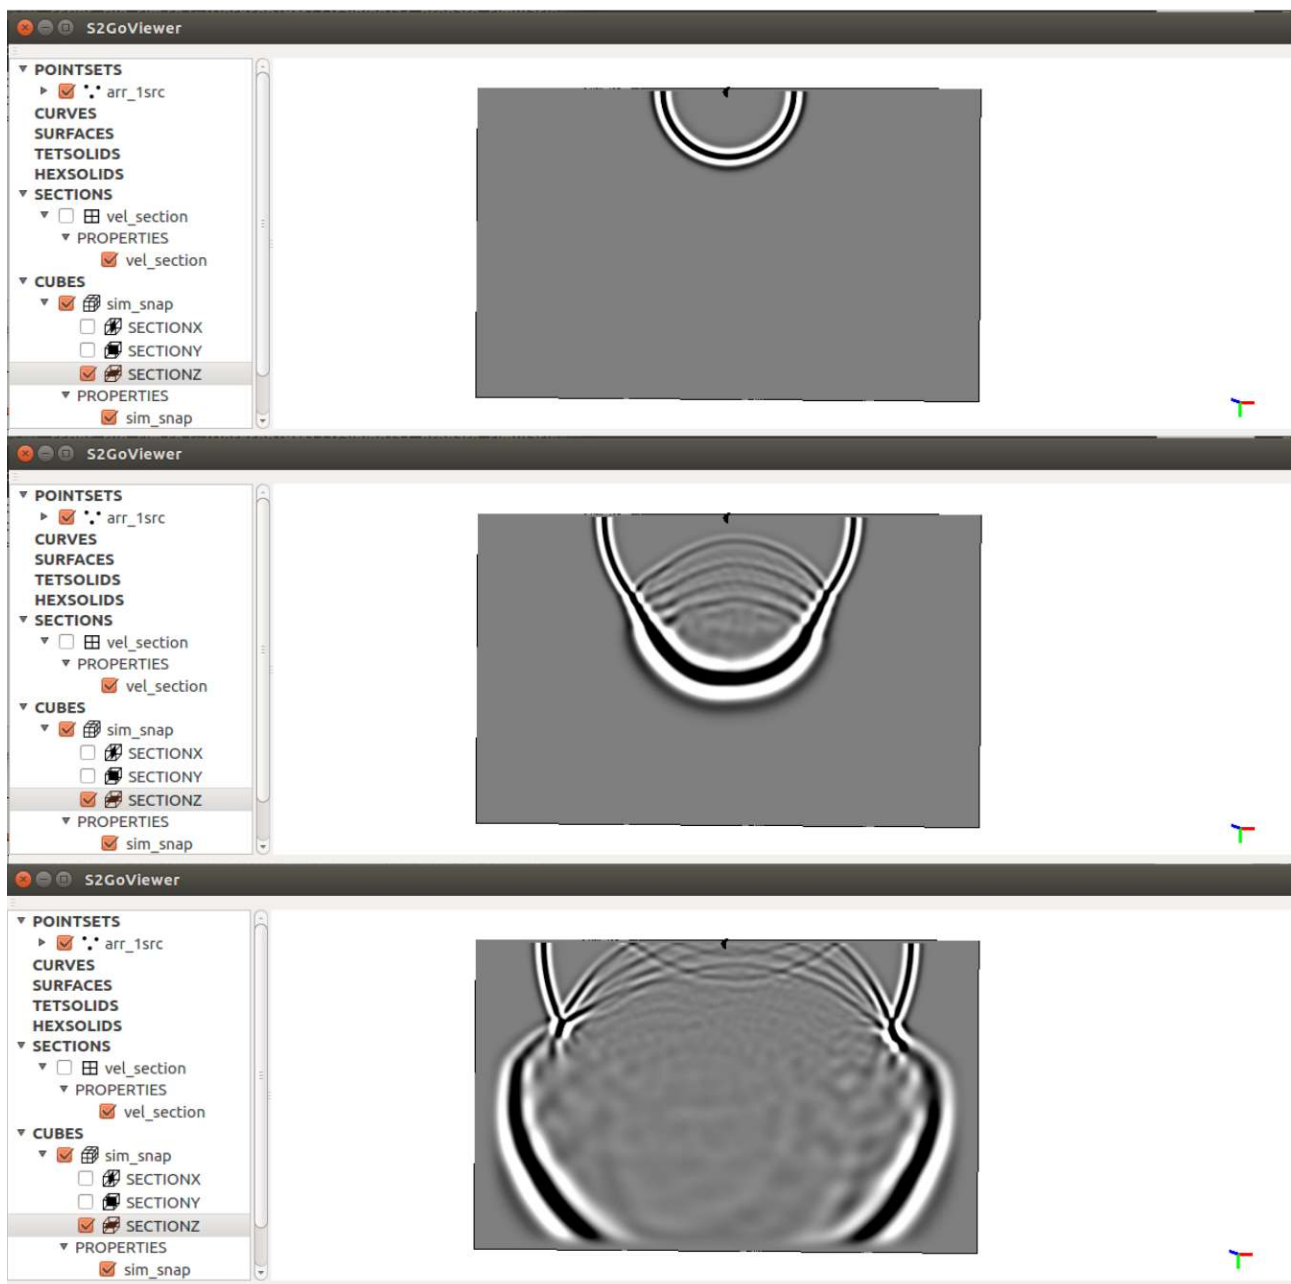 S2GoViewer
POINTSETS
arr_1src
CURVES
SURFACES
TETSOLIDS
HEXSOLIDS
SECTIONS
vel_section
PROPERTIES
vel_section
CUBES
sim_snap
SECTIONX
SECTIONY
SECTIONZ
PROPERTIES
sim_snap
S2GoViewer
POINTSETS
arr_1src
CURVES
SURFACES
TETSOLIDS
HEXSOLIDS
SECTIONS
vel_section
PROPERTIES
vel_section
CUBES
sim_snap
SECTIONX
SECTIONY
SECTIONZ
PROPERTIES
sim_snap
S2GoViewer
POINTSETS
arr_1src
CURVES
SURFACES
TETSOLIDS
HEXSOLIDS
SECTIONS
vel_section
PROPERTIES
vel_section
CUBES
sim_snap
SECTIONX
SECTIONY
SECTIONZ
PROPERTIES
sim_snap